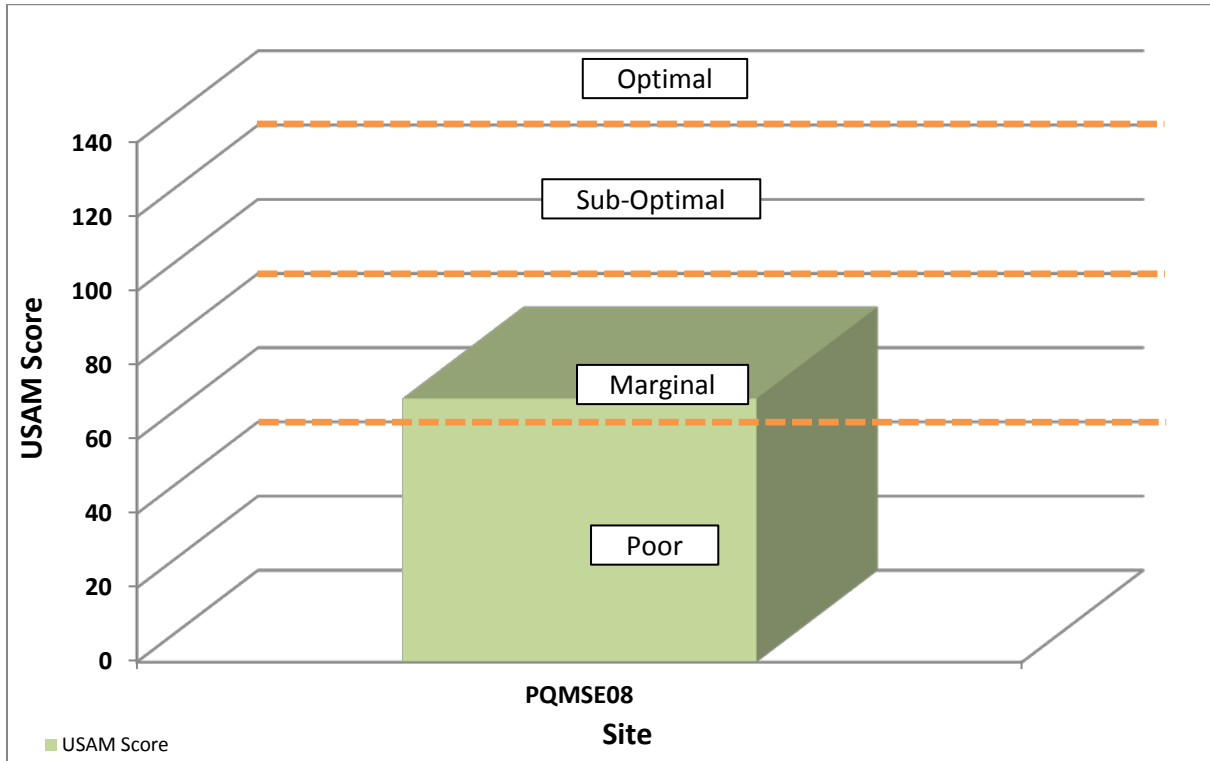 Optimal
140
120
Sub-Optimal
100
80
Marginal
60
40
Poor
20
0
USAM Score
PQMSE08
Site
USAM Score